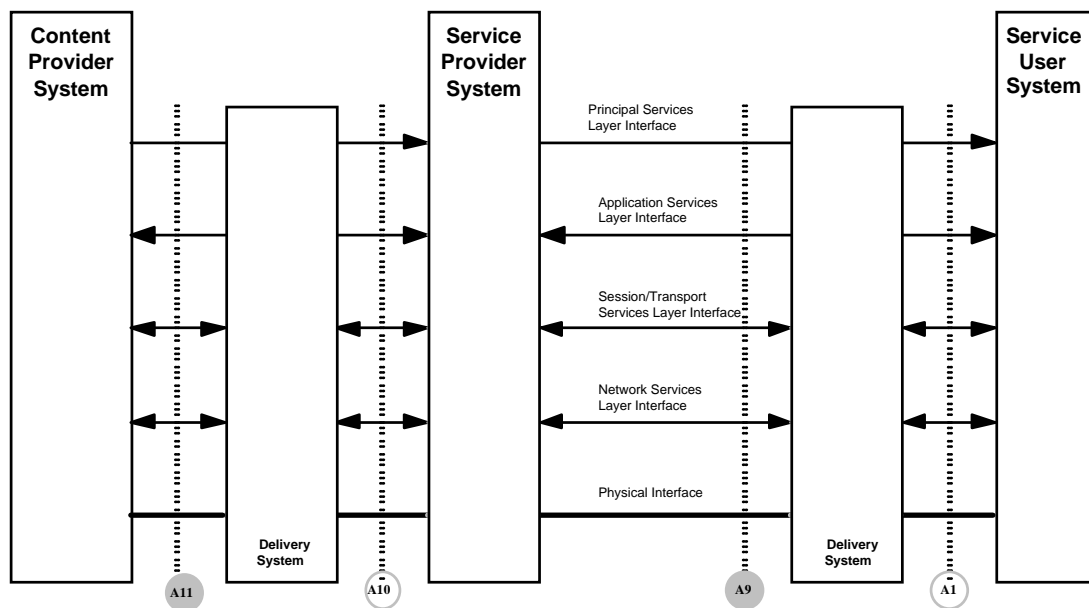 Content
Provider
System
Service
Provider
System
Service
User
System
Principal Services
Layer Interface
Application Services
Layer Interface
Session/Transport
Services Layer Interface
Network Services
Layer Interface
Physical Interface
Delivery
System
Delivery
System
A11
A10
A9
A1